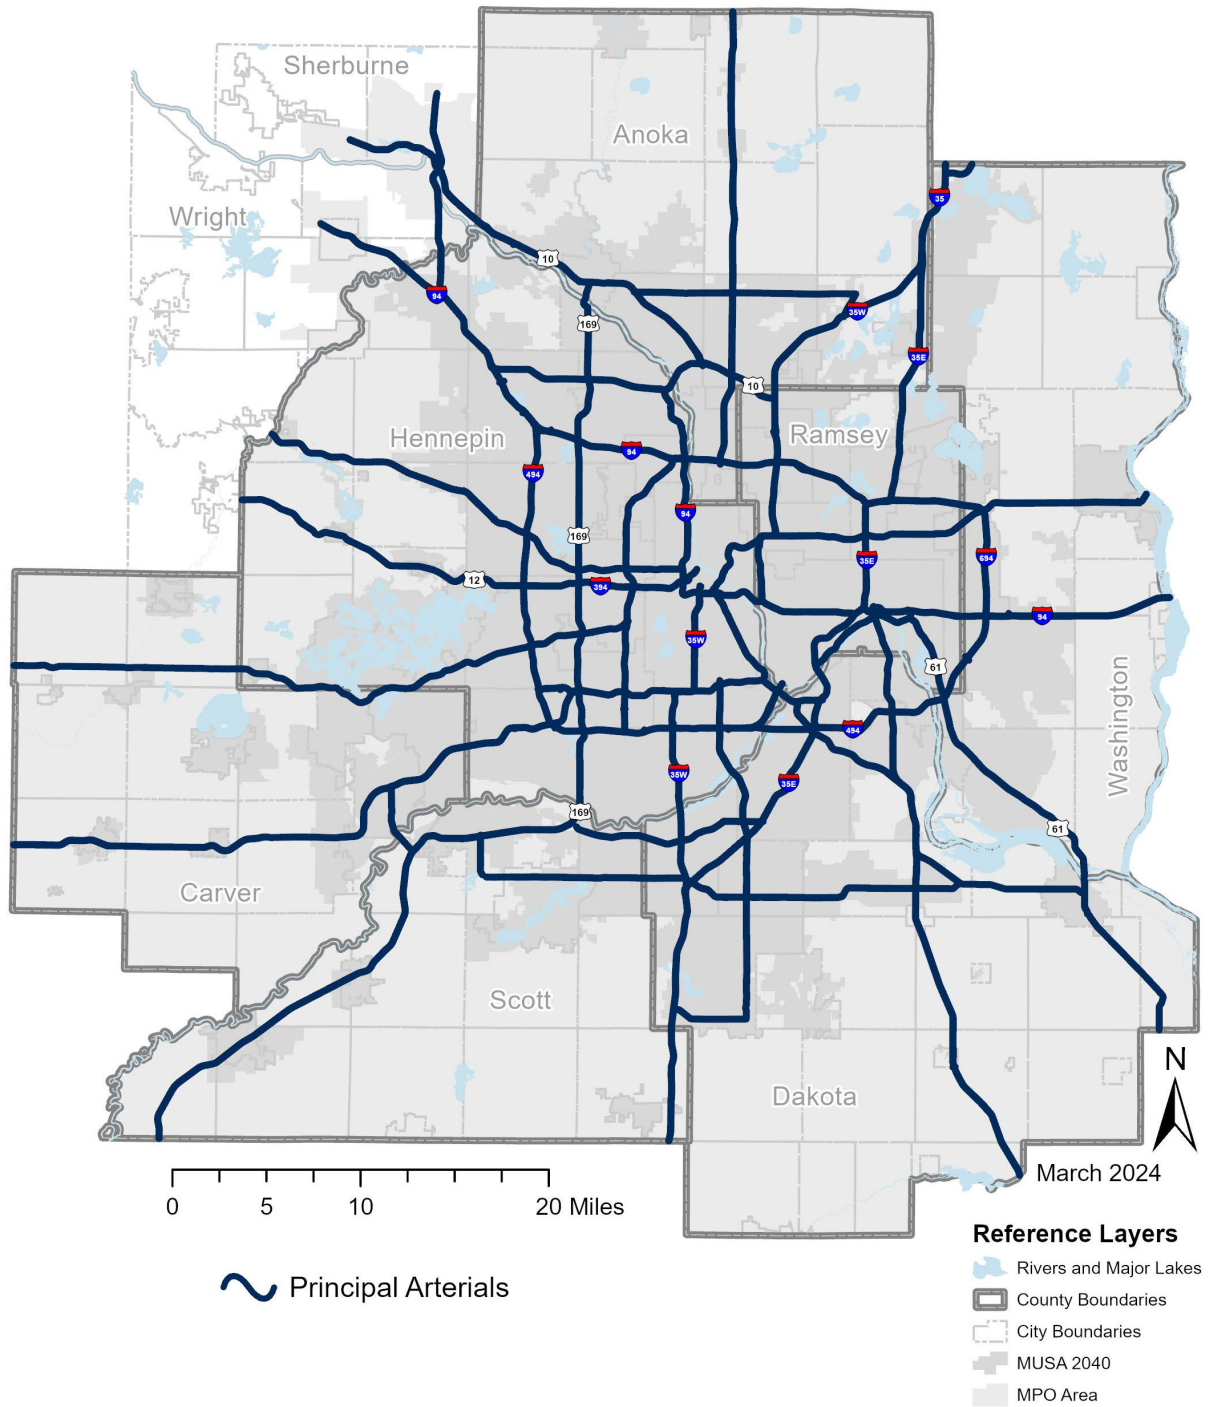 Sherburne
Anoka
35
Wright
10
94
169
35W
35E
10
Hennepin
Ramsey
94
494
94
169
35E
694
12
394
94
35W
61
Washington
494
35W
35E
169
61
Carver
Scott
N
Dakota
March 2024
0 5 10 20 Miles
Reference Layers
Rivers and Major Lakes
Principal Arterials
County Boundaries
City Boundaries
MUSA 2040
MPO Area